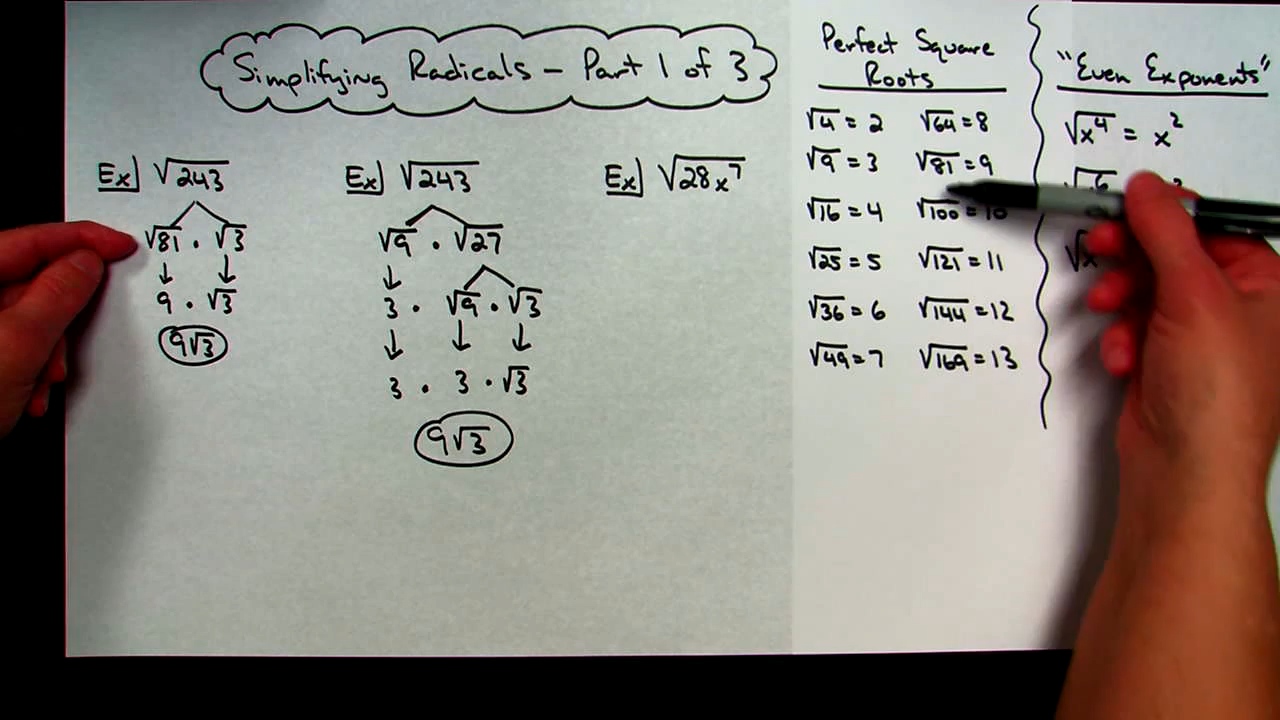 Simplifying Radicals – Part 1 of 3
Ex] √243
√81 · √3
↓ ↓
9 · √3
9√3
Ex] √243
√9 · √27
↓
3 · √9 · √3
↓ ↓ ↓
3 · 3 · √3
9√3
Ex] √28x⁷
Perfect Square
Roots
√4 = 2 √64 = 8
√9 = 3 √81 = 9
√16 = 4 √100 = 10
√25 = 5 √121 = 11
√36 = 6 √144 = 12
√49 = 7 √169 = 13
"Even Exponents"
√x⁴ = x²